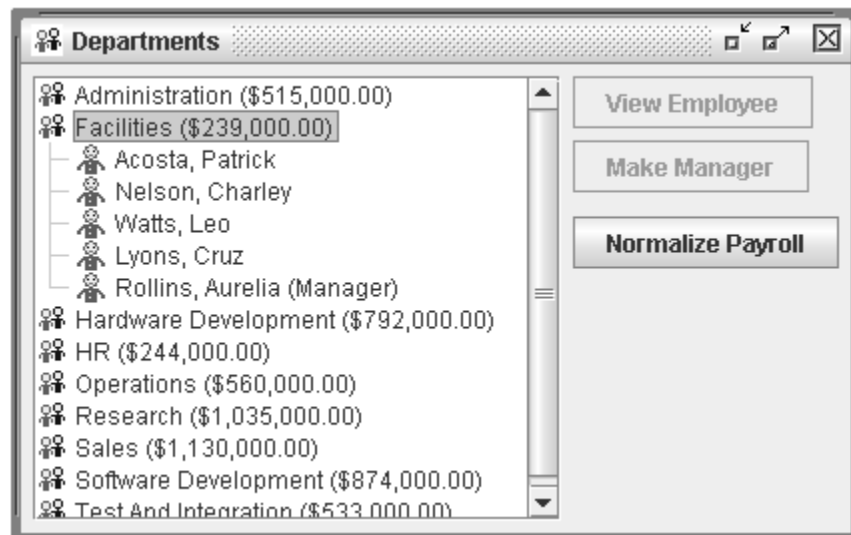 Departments
Administration ($515,000.00)
Facilities ($239,000.00)
Acosta, Patrick
Nelson, Charley
Watts, Leo
Lyons, Cruz
Rollins, Aurelia (Manager)
Hardware Development ($792,000.00)
HR ($244,000.00)
Operations ($560,000.00)
Research ($1,035,000.00)
Sales ($1,130,000.00)
Software Development ($874,000.00)
Test And Integration ($533,000.00)
View Employee
Make Manager
Normalize Payroll